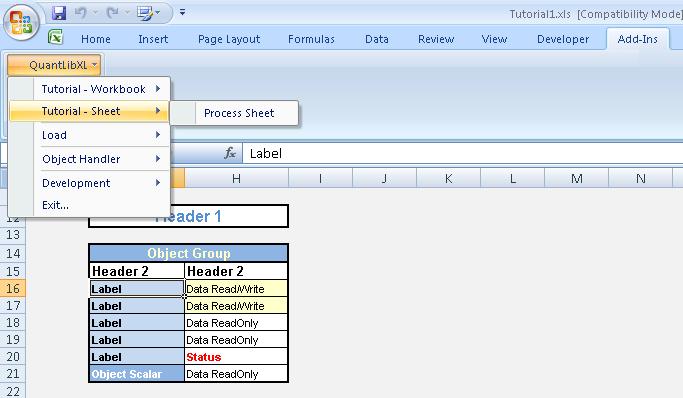 Tutorial1.xls [Compatibility Mode]
Home Insert Page Layout Formulas Data Review View Developer Add-Ins
QuantLibXL
Tutorial - Workbook
Tutorial - Sheet
Process Sheet
Load
Object Handler
Development
Exit...
fx Label
H I J K L M N
12 Header 1
13
14 Object Group
15 Header 2 Header 2
16 Label Data Read/Write
17 Label Data Read/Write
18 Label Data ReadOnly
19 Label Data ReadOnly
20 Label Status
21 Object Scalar Data ReadOnly
22